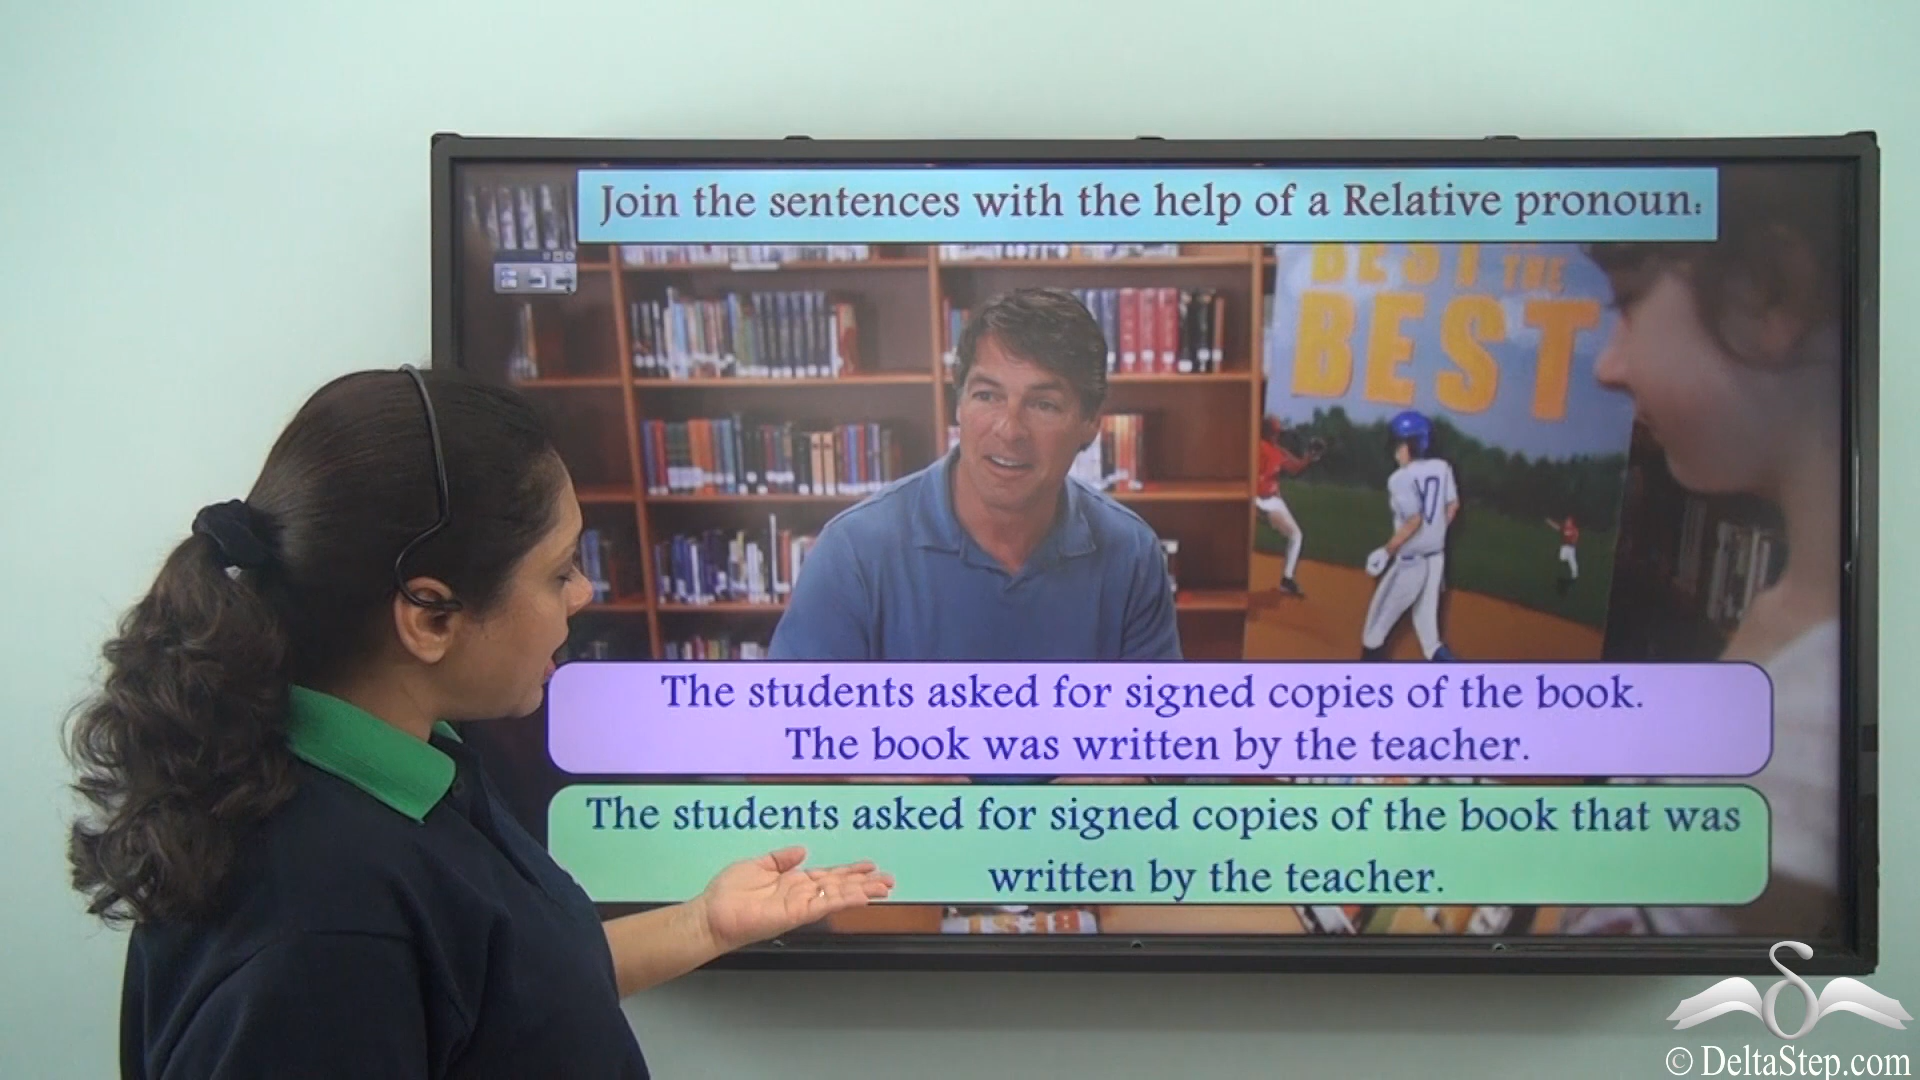 Join the sentences with the help of a Relative pronoun:
BEST
THE
BEST
10
The students asked for signed copies of the book.
The book was written by the teacher.
The students asked for signed copies of the book that was
written by the teacher.
© DeltaStep.com